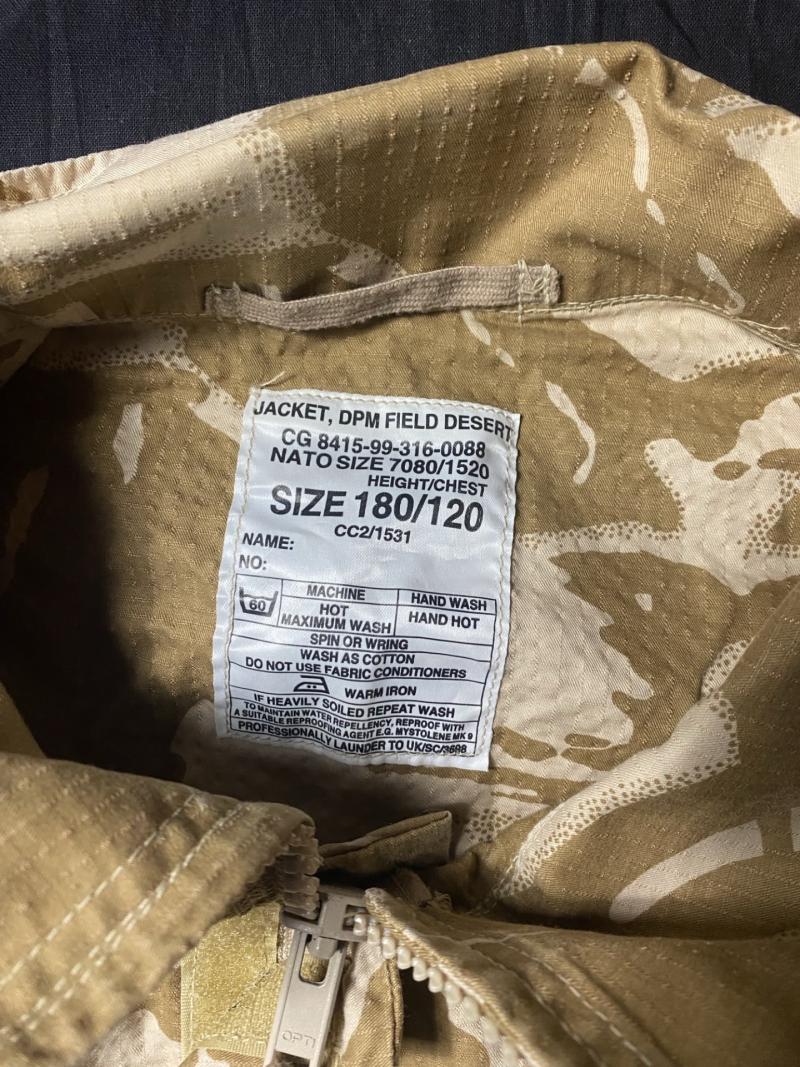 JACKET, DPM FIELD DESERT
CG 8415-99-316-0088
NATO SIZE 7080/1520
HEIGHT/CHEST
SIZE 180/120
CC2/1531
NAME:
NO:
60
MACHINE HAND WASH
HOT HAND HOT
MAXIMUM WASH
SPIN OR WRING
WASH AS COTTON
DO NOT USE FABRIC CONDITIONERS
WARM IRON
IF HEAVILY SOILED REPEAT WASH
TO MAINTAIN WATER REPELLENCY, REPROOF WITH
A SUITABLE REPROOFING AGENT E.G. MYSTOLENE MK 9
PROFESSIONALLY LAUNDER TO UK/SC/3698
OPTI